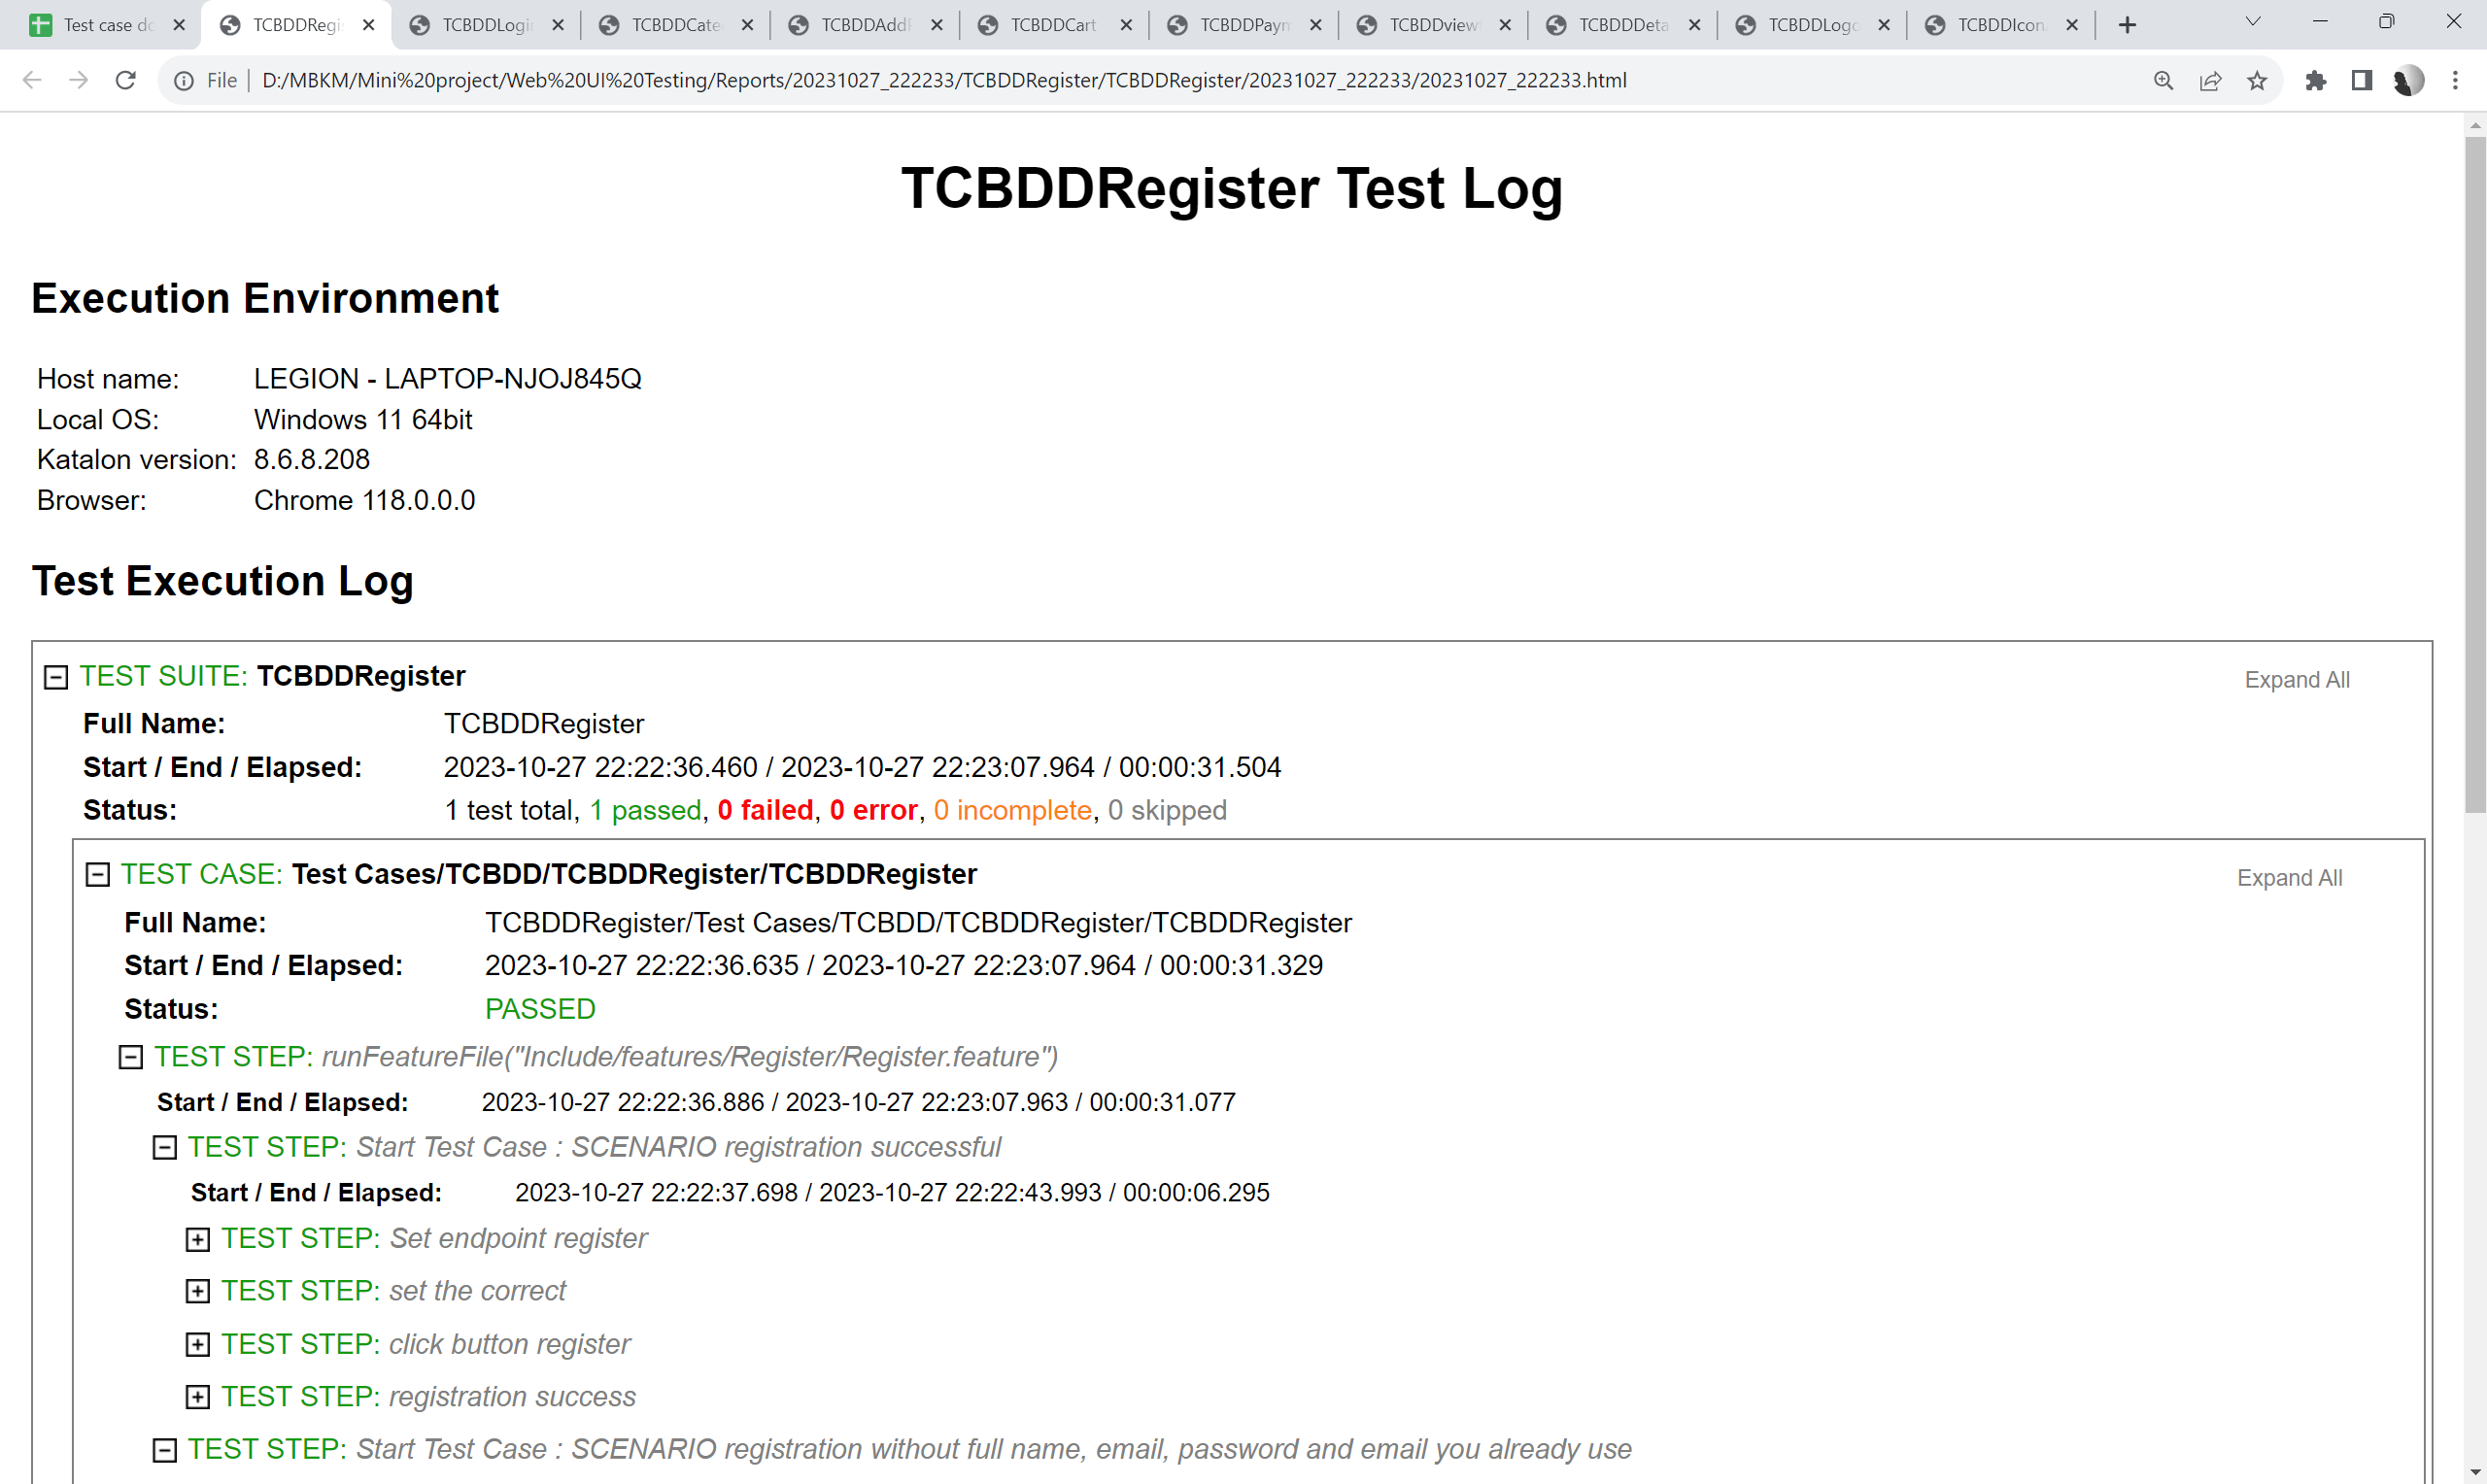 Test case do
TCBDDRegis
TCBDDLogin
TCBDDCate
TCBDDAddP
TCBDDCart
TCBDDPaym
TCBDDview
TCBDDDeta
TCBDDLogo
TCBDDIcon
File
D:/MBKM/Mini%20project/Web%20UI%20Testing/Reports/20231027_222233/TCBDDRegister/TCBDDRegister/20231027_222233/20231027_222233.html
TCBDDRegister Test Log
Execution Environment
Host name: LEGION - LAPTOP-NJOJ845Q
Local OS: Windows 11 64bit
Katalon version: 8.6.8.208
Browser: Chrome 118.0.0.0
Test Execution Log
TEST SUITE: TCBDDRegister Expand All
Full Name: TCBDDRegister
Start / End / Elapsed: 2023-10-27 22:22:36.460 / 2023-10-27 22:23:07.964 / 00:00:31.504
Status: 1 test total, 1 passed, 0 failed, 0 error, 0 incomplete, 0 skipped
TEST CASE: Test Cases/TCBDD/TCBDDRegister/TCBDDRegister Expand All
Full Name: TCBDDRegister/Test Cases/TCBDD/TCBDDRegister/TCBDDRegister
Start / End / Elapsed: 2023-10-27 22:22:36.635 / 2023-10-27 22:23:07.964 / 00:00:31.329
Status: PASSED
TEST STEP: runFeatureFile("Include/features/Register/Register.feature")
Start / End / Elapsed: 2023-10-27 22:22:36.886 / 2023-10-27 22:23:07.963 / 00:00:31.077
TEST STEP: Start Test Case : SCENARIO registration successful
Start / End / Elapsed: 2023-10-27 22:22:37.698 / 2023-10-27 22:22:43.993 / 00:00:06.295
TEST STEP: Set endpoint register
TEST STEP: set the correct
TEST STEP: click button register
TEST STEP: registration success
TEST STEP: Start Test Case : SCENARIO registration without full name, email, password and email you already use